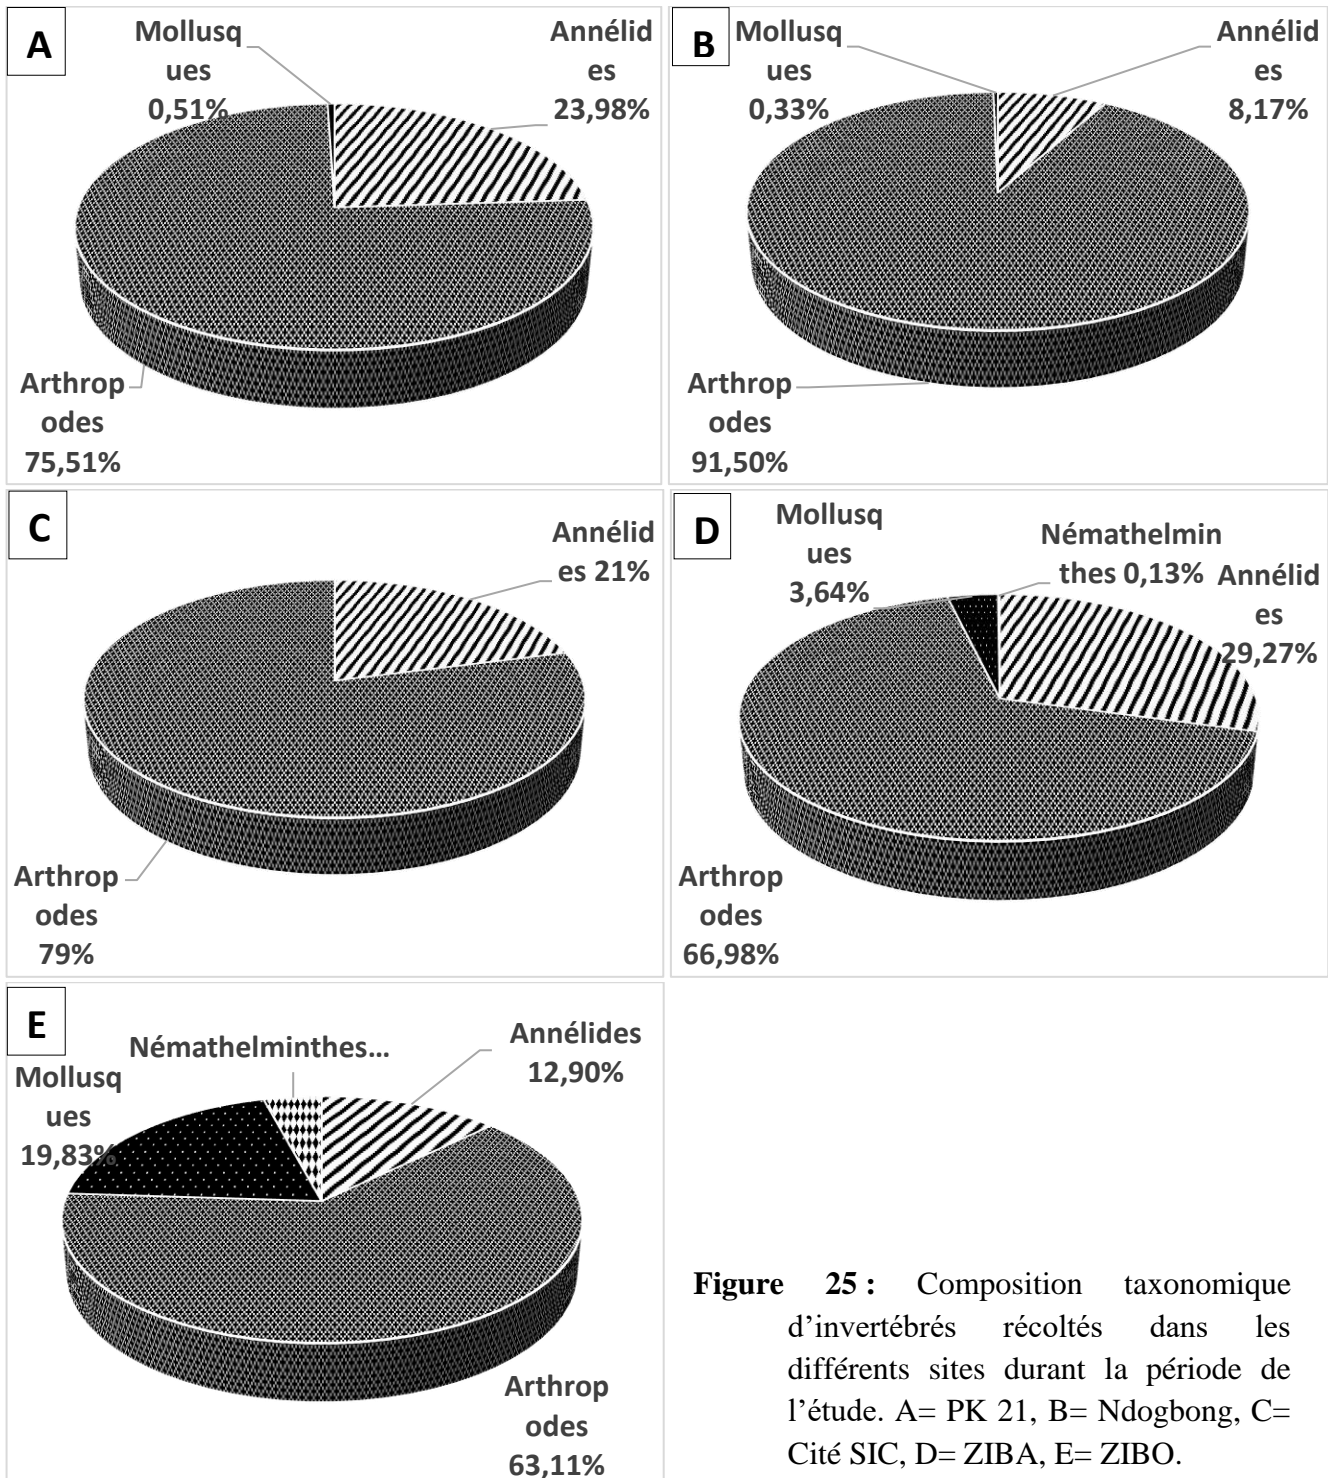 A
Mollusq
ues
0,51%
Annélid
es
23,98%
Arthrop
odes
75,51%
B
Mollusq
ues
0,33%
Annélid
es
8,17%
Arthrop
odes
91,50%
C
Annélid
es 21%
Arthrop
odes
79%
D
Mollusq
ues
3,64%
Némathelmin
thes 0,13%
Annélid
es
29,27%
Arthrop
odes
66,98%
E
Némathelminthes…
Annélides
12,90%
Mollusq
ues
19,83%
Arthrop
odes
63,11%
Figure 25 : Composition taxonomique
d’invertébrés récoltés dans les
différents sites durant la période de
l’étude. A= PK 21, B= Ndogbong, C=
Cité SIC, D= ZIBA, E= ZIBO.